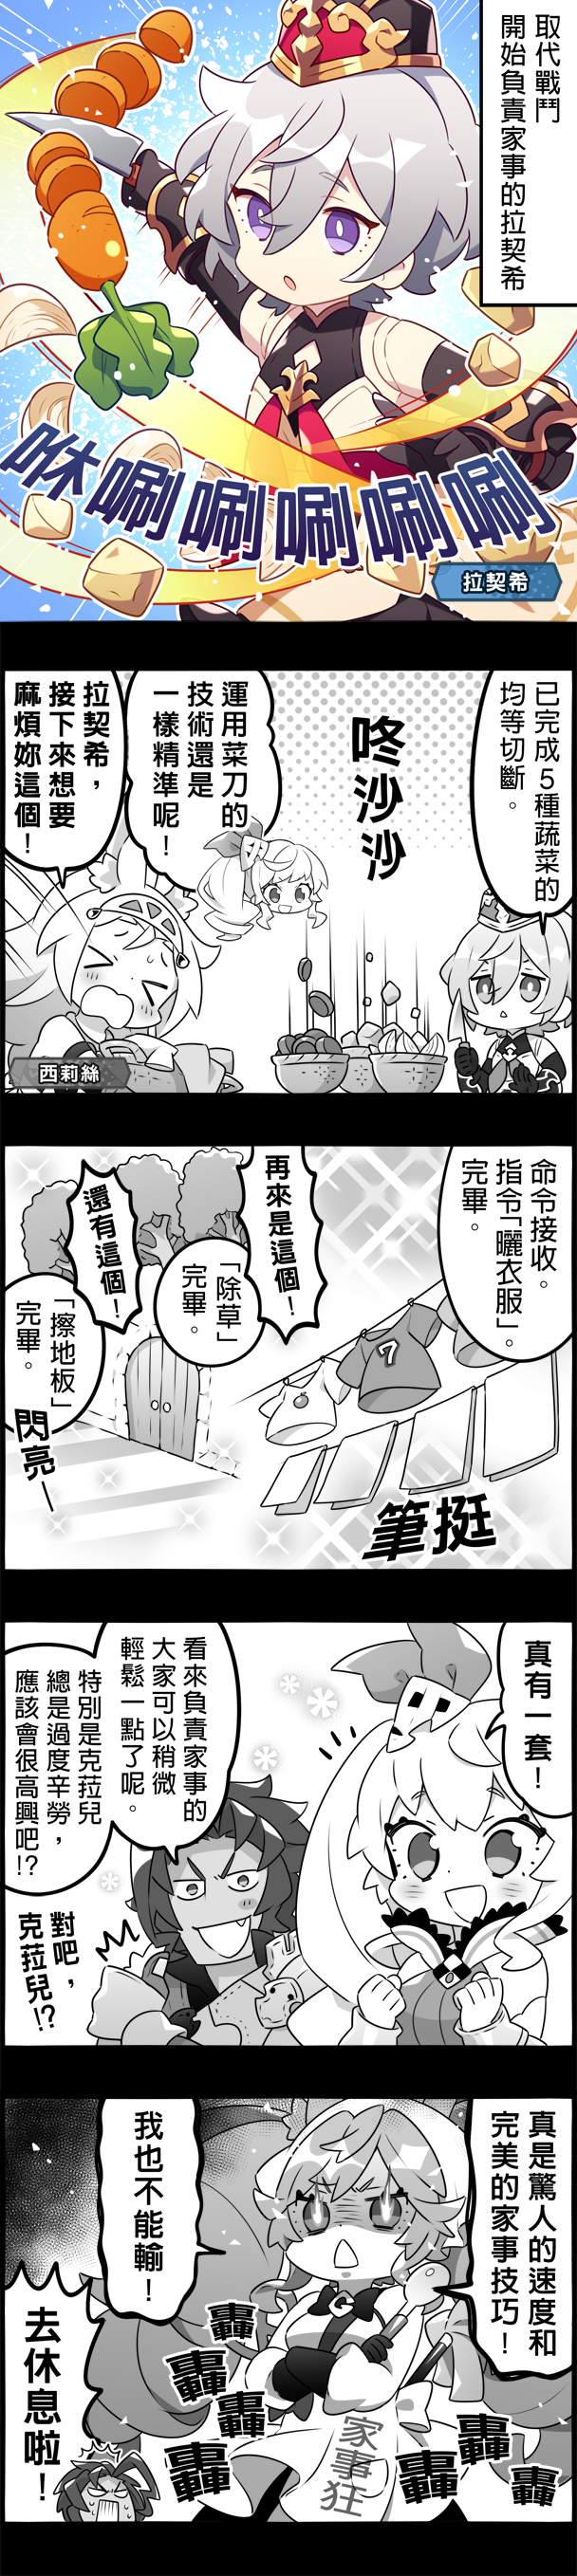 取代戰鬥
開始負責家事的拉契希
咻唰唰唰唰唰
拉契希
已完成5種蔬菜的
均等切斷。
咚沙沙
運用菜刀的
技術還是
一樣精準呢！
拉契希，
接下來想要
麻煩妳這個！
西莉絲
命令接收。
指令「曬衣服」。
完畢。
7
筆挺
再來是這個！
「除草」
完畢。
還有這個！
「擦地板」
完畢。
閃亮—
真有一套！
看來負責家事的
大家可以稍微
輕鬆一點了呢。
特別是克菈兒
總是過度辛勞，
應該會很高興吧!?
對吧，
克菈兒!?
真是驚人的速度和
完美的家事技巧！
我也不能輸！
轟轟轟轟轟
家事狂
轟轟轟轟
去休息啦！